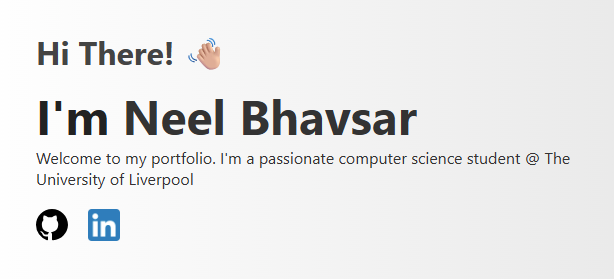 Hi There! 👋🏼
I'm Neel Bhavsar
Welcome to my portfolio. I'm a passionate computer science student @ The
University of Liverpool
in